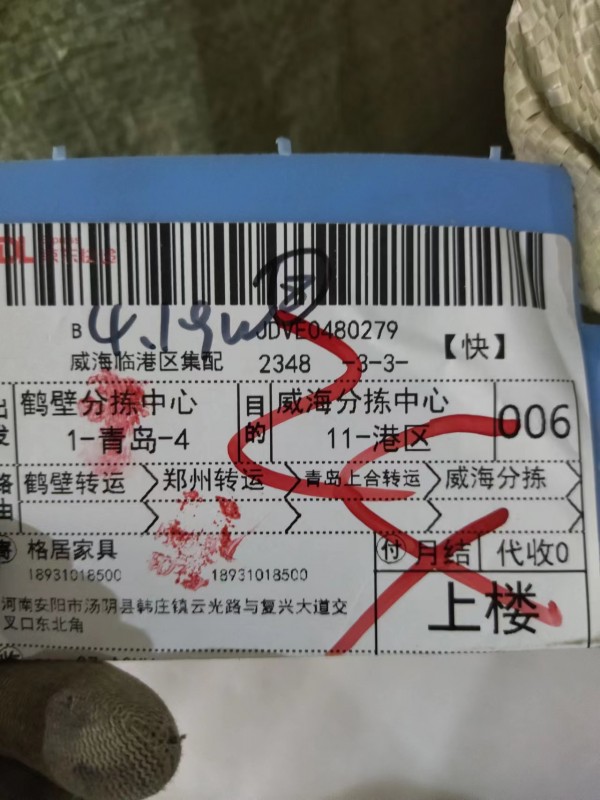 DL
B
4.19
JDVE0480279
威海临港区集配 2348 -3-3-
【快】
鹤壁分拣中心
1-青岛-4
目的
威海分拣中心
11-港区
006
鹤壁转运
郑州转运
青岛上合转运
威海分拣
格居家具
18931018500
18931018500
付 月结
代收0
河南安阳市汤阴县韩庄镇云光路与复兴大道交
叉口东北角
上楼